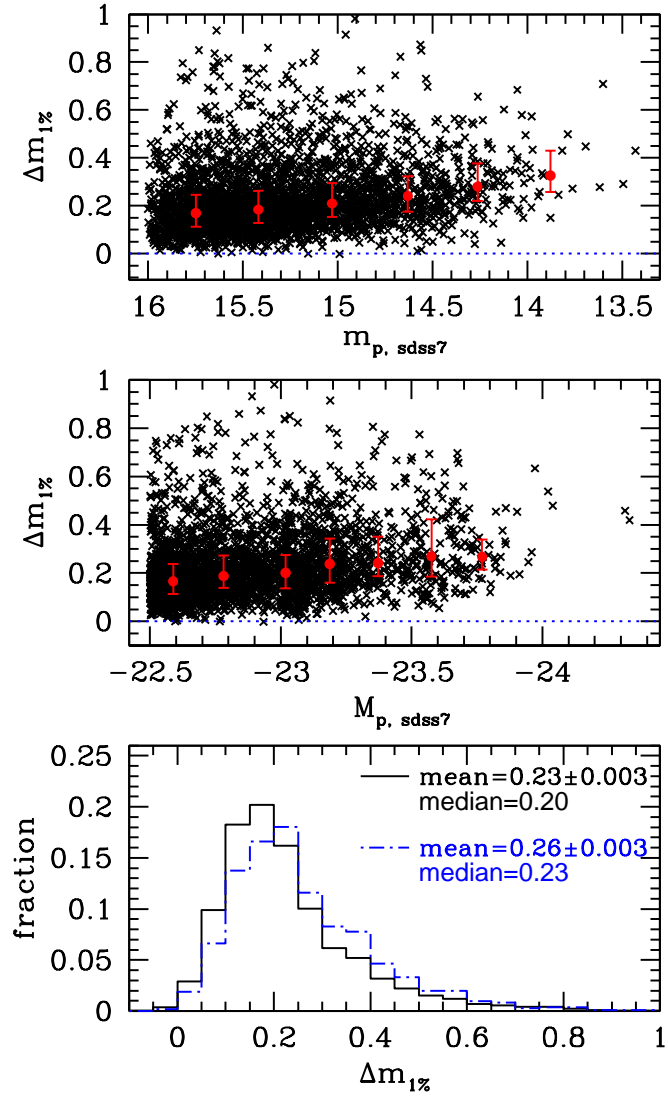 1
0.8
0.6
0.4
0.2
0
Δm1%
16 15.5 15 14.5 14 13.5
mp, sdss7
1
0.8
0.6
0.4
0.2
0
Δm1%
−22.5 −23 −23.5 −24
Mp, sdss7
0.25
0.2
0.15
0.1
0.05
0
fraction
mean=0.23±0.003
median=0.20
mean=0.26±0.003
median=0.23
0 0.2 0.4 0.6 0.8 1
Δm1%